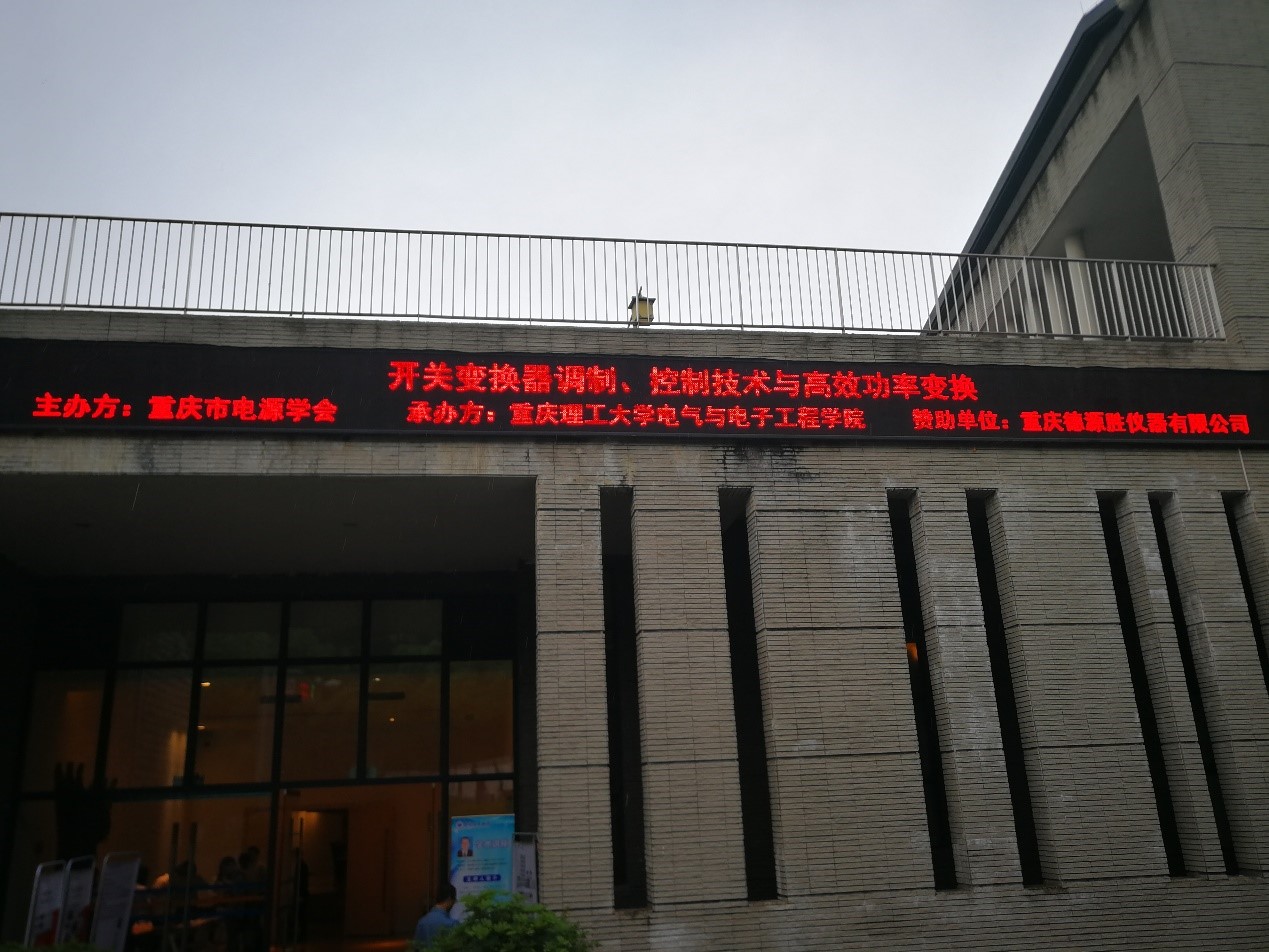 开关变换器调制、控制技术与高效功率变换
主办方：重庆市电源学会 承办方：重庆理工大学电气与电子工程学院 赞助单位：重庆德源胜仪器有限公司